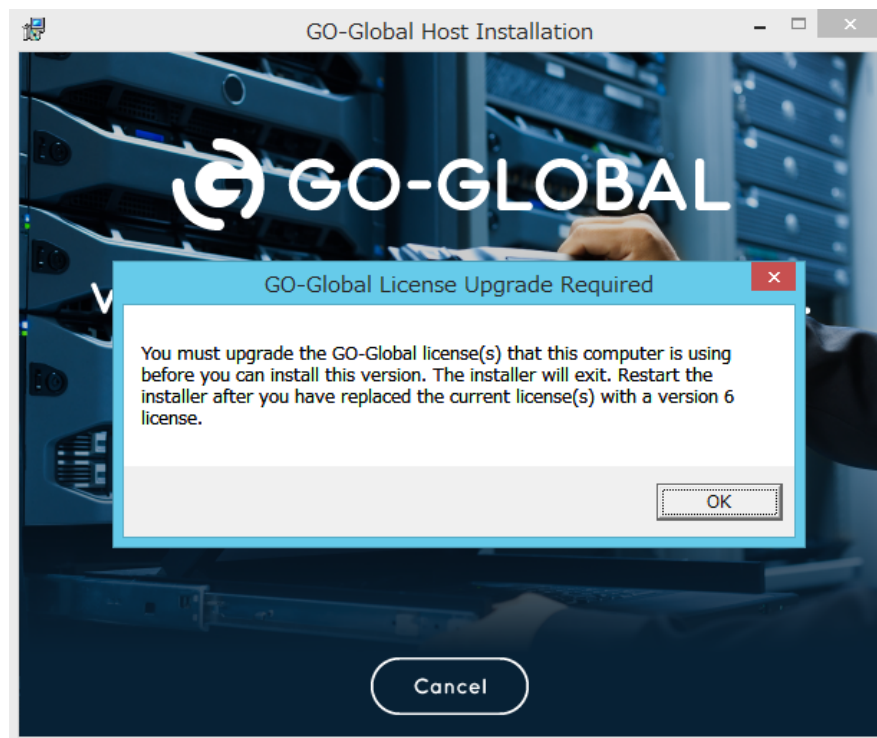 GO-Global Host Installation
GO-GLOBAL
GO-Global License Upgrade Required
You must upgrade the GO-Global license(s) that this computer is using
before you can install this version. The installer will exit. Restart the
installer after you have replaced the current license(s) with a version 6
license.
OK
Cancel